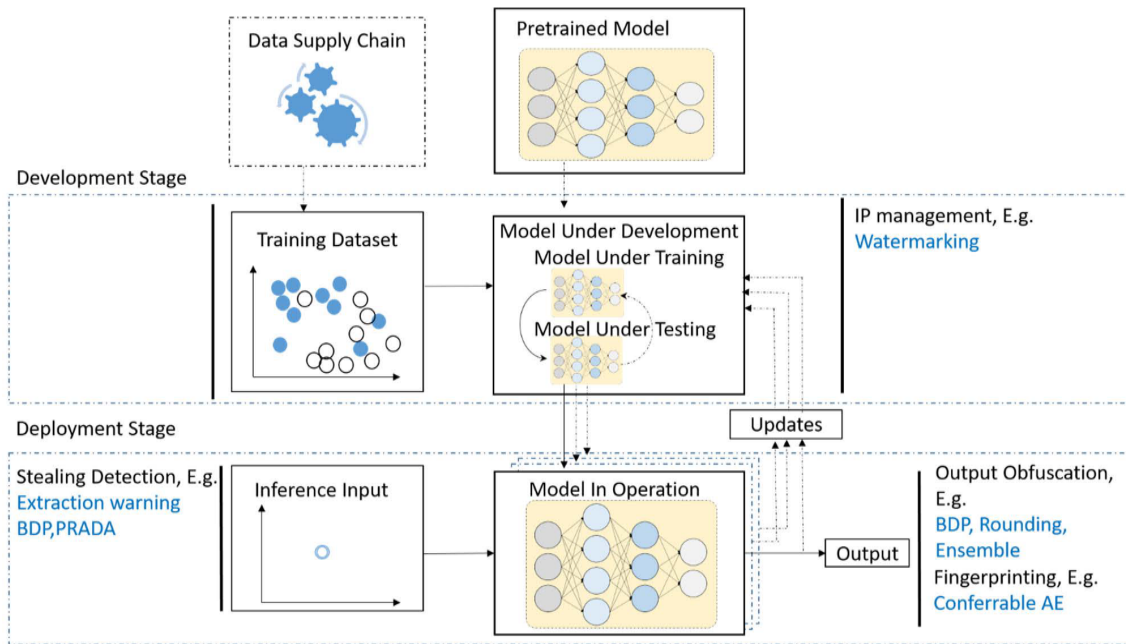 Data Supply Chain
Pretrained Model
Development Stage
Training Dataset
Model Under Development
Model Under Training
Model Under Testing
IP management, E.g.
Watermarking
Updates
Deployment Stage
Stealing Detection, E.g.
Extraction warning
BDP,PRADA
Inference Input
Model In Operation
Output
Output Obfuscation,
E.g.
BDP, Rounding,
Ensemble
Fingerprinting, E.g.
Conferrable AE